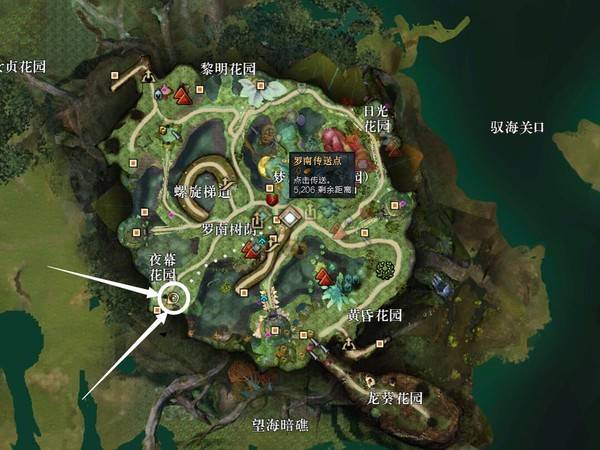 贞花园
黎明花园
日光
花园
驭海关口
罗南传送点
点击传送。
5,206 剩余距离
梦
园)
螺旋梯道
罗南树荫
夜幕
花园
黄昏花园
龙葵花园
望海暗礁